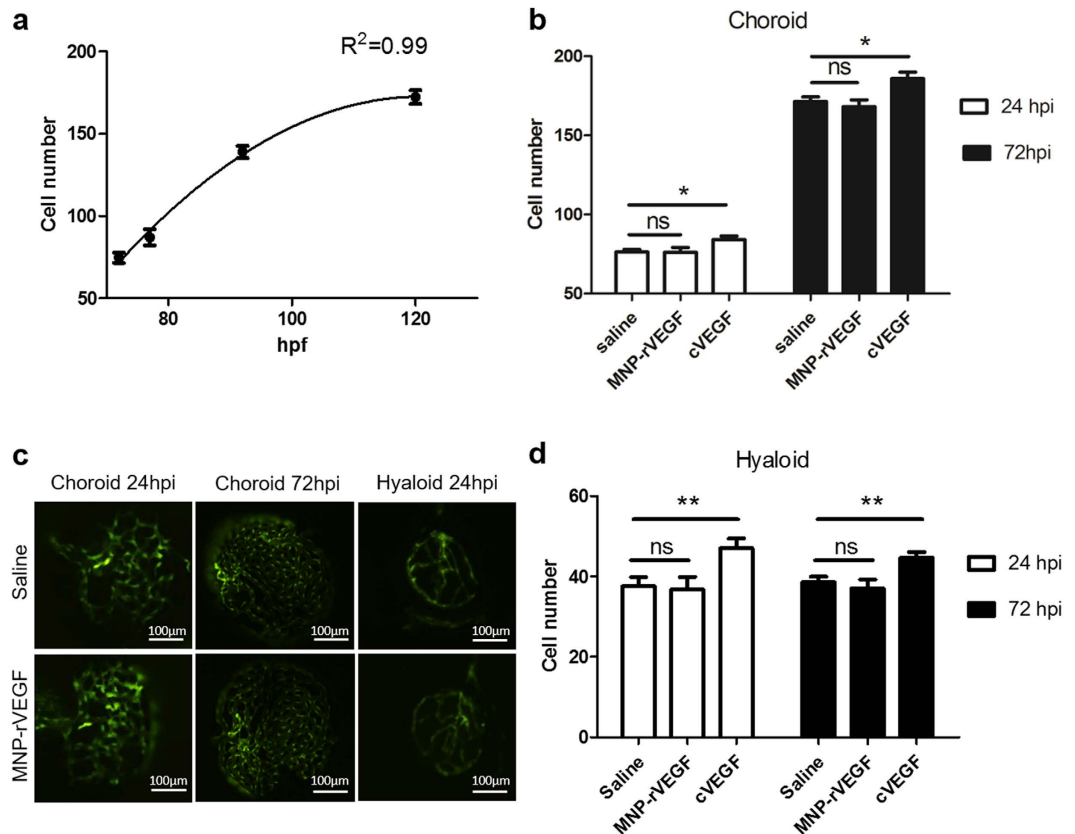 a
R²=0.99
200
150
100
50
Cell number
80
100
120
hpf
b
Choroid
200
150
100
50
Cell number
*
ns
*
ns
saline
MNP-rVEGF
cVEGF
saline
MNP-rVEGF
cVEGF
24 hpi
72hpi
c
Choroid 24hpi
Choroid 72hpi
Hyaloid 24hpi
Saline
100μm
100μm
100μm
MNP-rVEGF
100μm
100μm
100μm
d
Hyaloid
60
40
20
0
Cell number
**
ns
**
ns
Saline
MNP-rVEGF
cVEGF
Saline
MNP-rVEGF
cVEGF
24 hpi
72 hpi